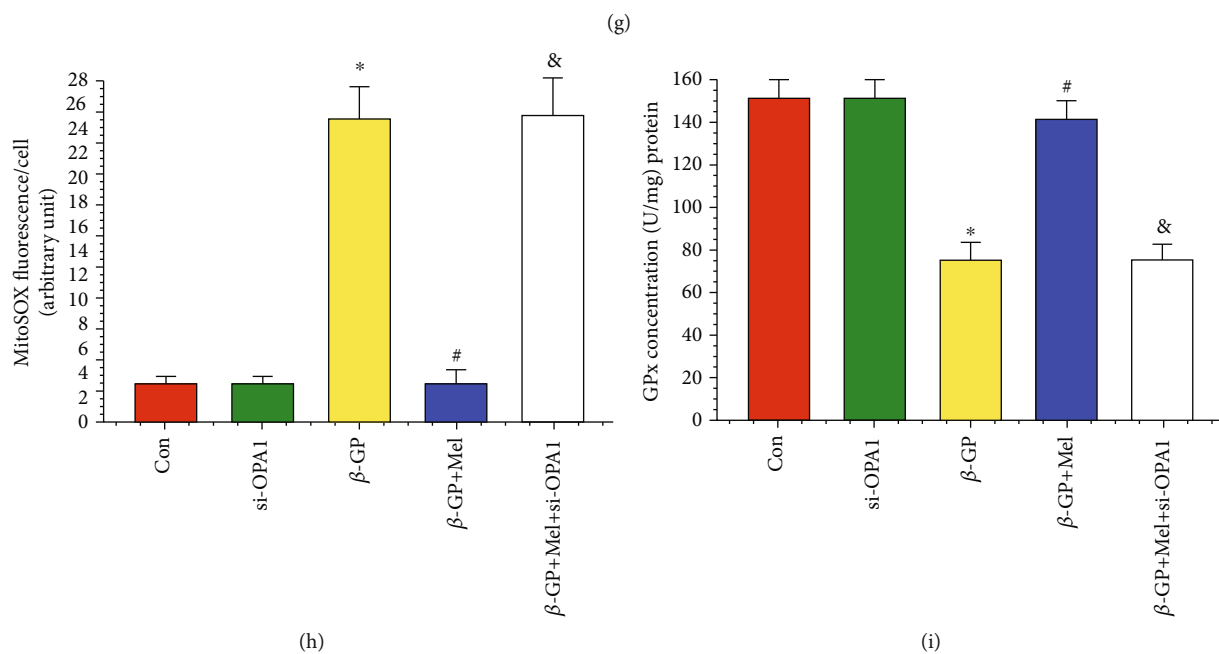 (g)
28
26
24
22
20
18
16
14
12
10
8
6
4
2
0
MitoSOX fluorescence/cell
(arbitrary unit)
*
#
&
Con
si-OPA1
β-GP
β-GP+Mel
β-GP+Mel+si-OPA1
(h)
160
140
120
100
80
60
40
20
0
GPx concentration (U/mg) protein
*
#
&
Con
si-OPA1
β-GP
β-GP+Mel
β-GP+Mel+si-OPA1
(i)